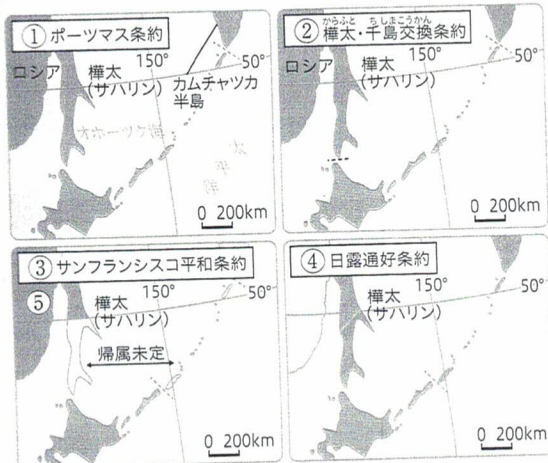 ① ポーツマス条約
150°
50°
ロシア
樺太
(サハリン)
カムチャツカ
半島
オホーツク海
太平洋
0 200km
からふと ちしまこうかん
② 樺太・千島交換条約
150°
50°
ロシア
樺太
(サハリン)
0 200km
③ サンフランシスコ平和条約
150°
50°
⑤
樺太
(サハリン)
帰属未定
0 200km
④ 日露通好条約
150°
50°
樺太
(サハリン)
0 200km